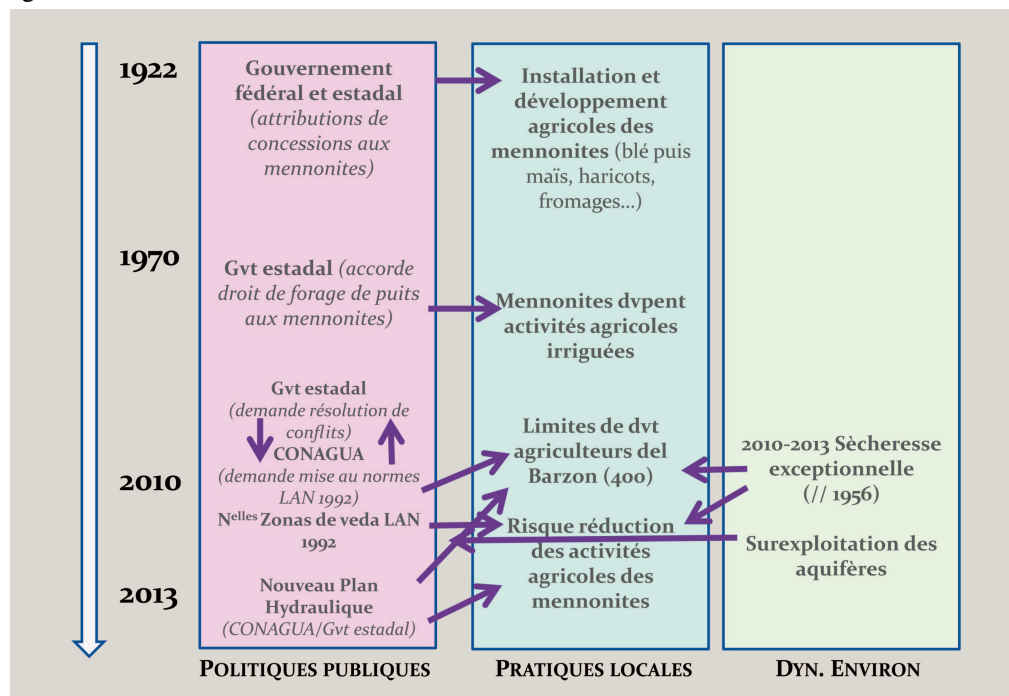 1922
1970
2010
2013
Gouvernement
fédéral et estadal
(attributions de
concessions aux
mennonites)
Gvt estadal (accorde
droit de forage de puits
aux mennonites)
Gvt estadal
(demande résolution de
conflits)
CONAGUA
(demande mise au normes
LAN 1992)
Nelles Zonas de veda LAN
1992
Nouveau Plan
Hydraulique
(CONAGUA/Gvt estadal)
POLITIQUES PUBLIQUES
Installation et
développement
agricoles des
mennonites (blé puis
maïs, haricots,
fromages...)
Mennonites dvpent
activités agricoles
irriguées
Limites de dvt
agriculteurs del
Barzon (400)
Risque réduction
des activités
agricoles des
mennonites
PRATIQUES LOCALES
2010-2013 Sècheresse
exceptionnelle
(// 1956)
Surexploitation des
aquifères
DYN. ENVIRON